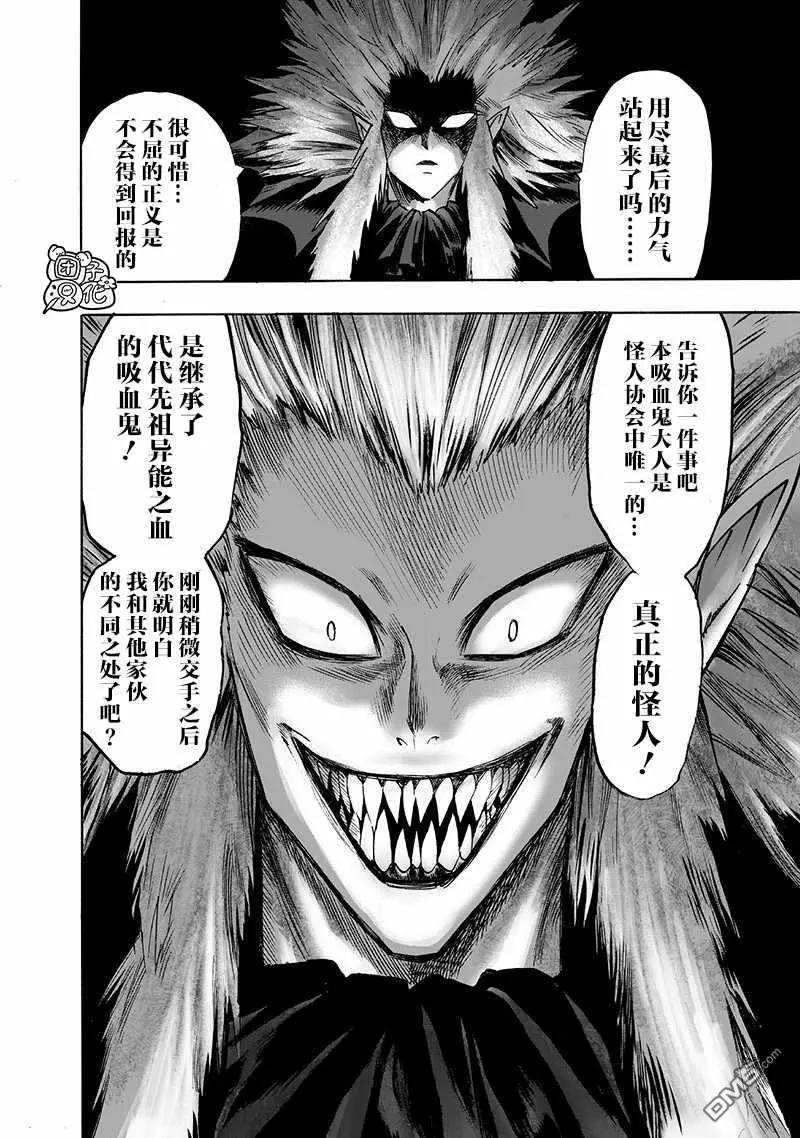 用尽最后的力气
站起来了吗……
很可惜…
不屈的正义是
不会得到回报的
团子
汉化
告诉你一件事吧
本吸血鬼大人是
怪人协会中唯一的…
真正的怪人！
是继承了
代代先祖异能之血
的吸血鬼！
刚刚稍微交手之后
你就明白
我和其他家伙
的不同之处了吧？